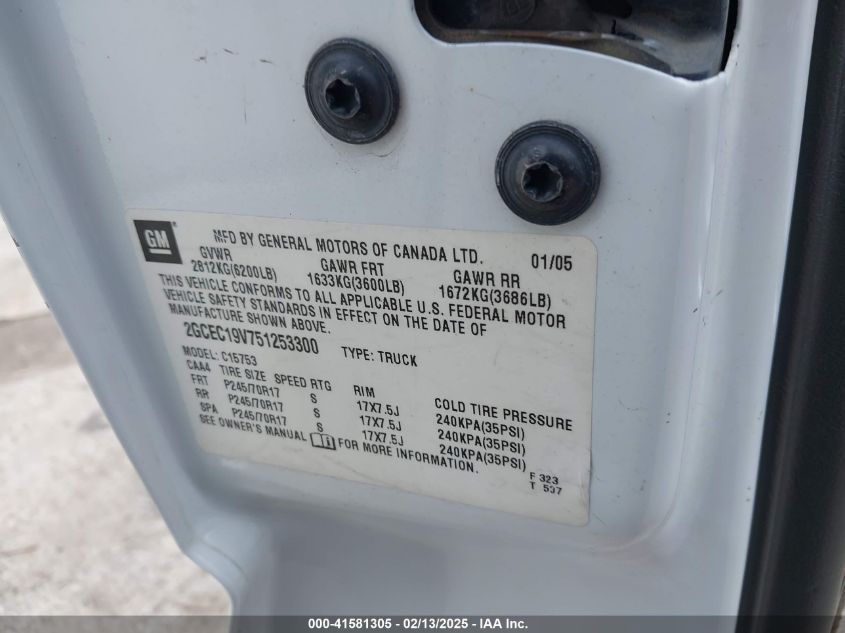 GM
MFD BY GENERAL MOTORS OF CANADA LTD. 01/05
GVWR GAWR FRT GAWR RR
2812KG(6200LB) 1633KG(3600LB) 1672KG(3686LB)
THIS VEHICLE CONFORMS TO ALL APPLICABLE U.S. FEDERAL MOTOR
VEHICLE SAFETY STANDARDS IN EFFECT ON THE DATE OF
MANUFACTURE SHOWN ABOVE.
2GCEC19V751253300 TYPE: TRUCK
MODEL: C15753
CAA4 TIRE SIZE SPEED RTG RIM COLD TIRE PRESSURE
FRT P245/70R17 S 17X7.5J 240KPA(35PSI)
RR P245/70R17 S 17X7.5J 240KPA(35PSI)
SPA P245/70R17 S 17X7.5J 240KPA(35PSI)
SEE OWNER'S MANUAL FOR MORE INFORMATION.
F 323
T 507
000-41581305 - 02/13/2025 - IAA Inc.